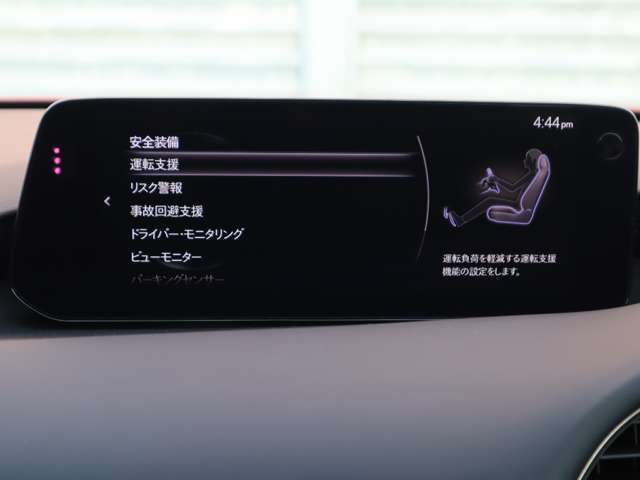 4:44pm
安全装備
運転支援
リスク警報
事故回避支援
ドライバー・モニタリング
ビューモニター
パーキングセンサー
運転負荷を軽減する運転支援
機能の設定をします。